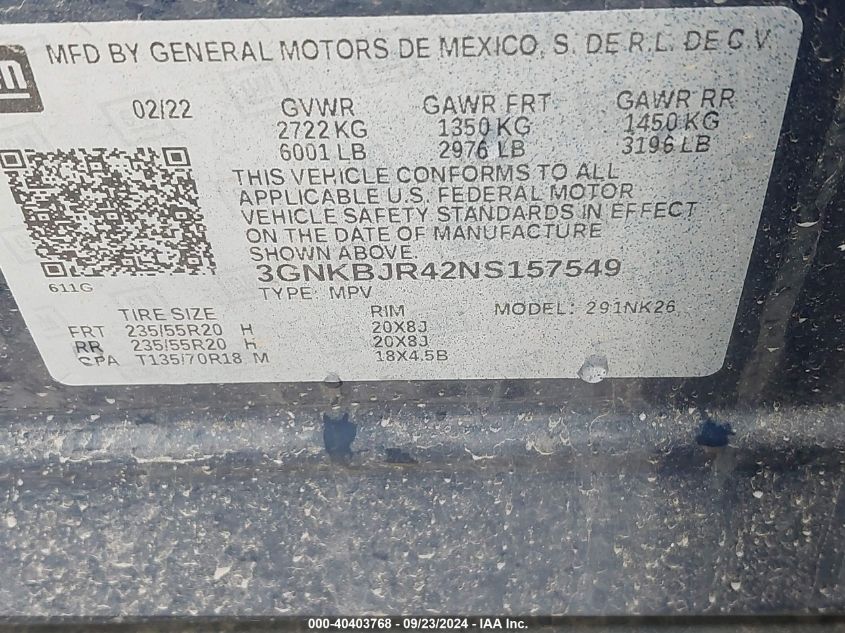 gm
MFD BY GENERAL MOTORS DE MEXICO, S. DE R.L. DE C.V.
02/22
GVWR GAWR FRT GAWR RR
2722 KG 1350 KG 1450 KG
6001 LB 2976 LB 3196 LB
THIS VEHICLE CONFORMS TO ALL
APPLICABLE U.S. FEDERAL MOTOR
VEHICLE SAFETY STANDARDS IN EFFECT
ON THE DATE OF MANUFACTURE
SHOWN ABOVE.
3GNKBJR42NS157549
611G
TYPE: MPV
TIRE SIZE RIM MODEL: 291NK26
FRT 235/55R20 H 20X8J
RR 235/55R20 H 20X8J
CPA T135/70R18 M 18X4.5B
000-40403768 - 09/23/2024 - IAA Inc.